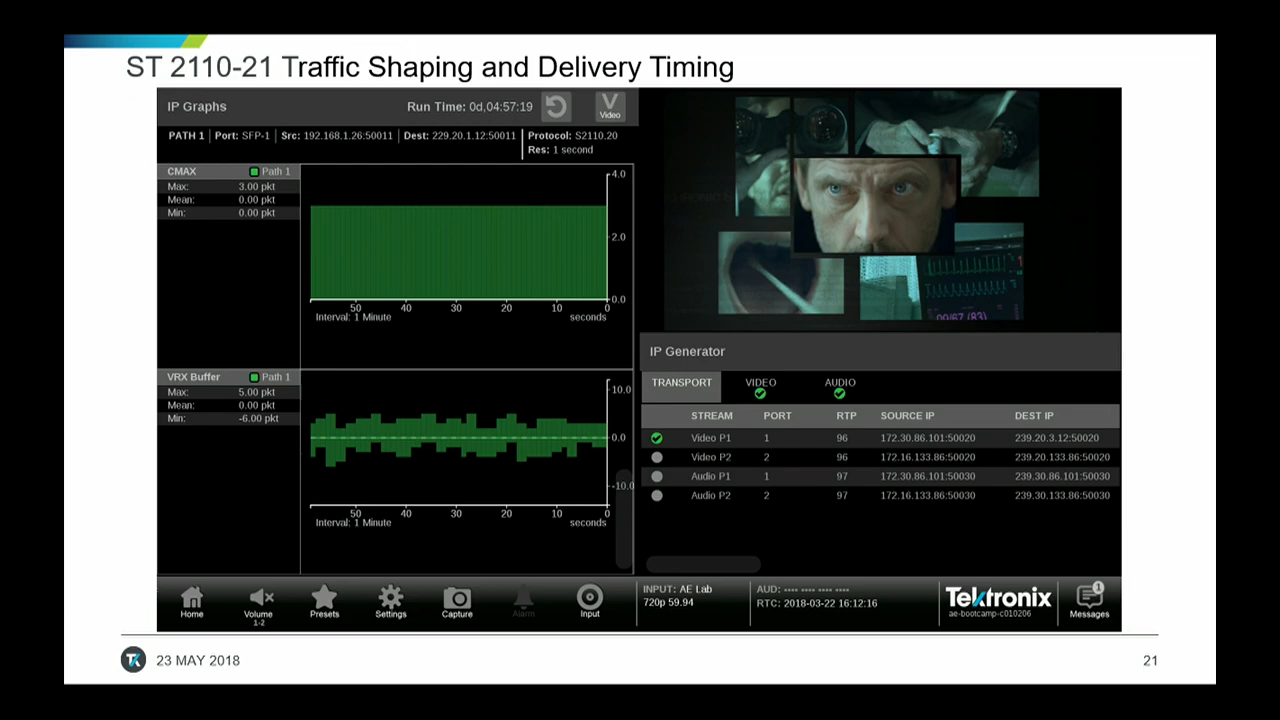 ST 2110-21 Traffic Shaping and Delivery Timing
IP Graphs
Run Time: 0d,04:57:19
V
Video
PATH 1 | Port: SFP-1 | Src: 192.168.1.26:50011 | Dest: 229.20.1.12:50011 | Protocol: S2110.20
Res: 1 second
CMAX Path 1
Max: 3.00 pkt
Mean: 0.00 pkt
Min: 0.00 pkt
4.0
2.0
0.0
50 40 30 20 10 0
Interval: 1 Minute seconds
VRX Buffer Path 1
Max: 5.00 pkt
Mean: 0.00 pkt
Min: -6.00 pkt
10.0
0.0
-10.0
50 40 30 20 10 0
Interval: 1 Minute seconds
09/67 (83)
IP Generator
TRANSPORT VIDEO AUDIO
STREAM PORT RTP SOURCE IP DEST IP
Video P1 1 96 172.30.86.101:50020 239.20.3.12:50020
Video P2 2 96 172.16.133.86:50020 239.20.133.86:50020
Audio P1 1 97 172.30.86.101:50030 239.30.86.101:50030
Audio P2 2 97 172.16.133.86:50030 239.30.133.86:50030
Home
Volume
1-2
Presets
Settings
Capture
Alarm
Input
INPUT: AE Lab
720p 59.94
AUD: ---- ---- ---- ----
RTC: 2018-03-22 16:12:16
Tektronix
ae-bootcamp-c010206
1
Messages
23 MAY 2018
21